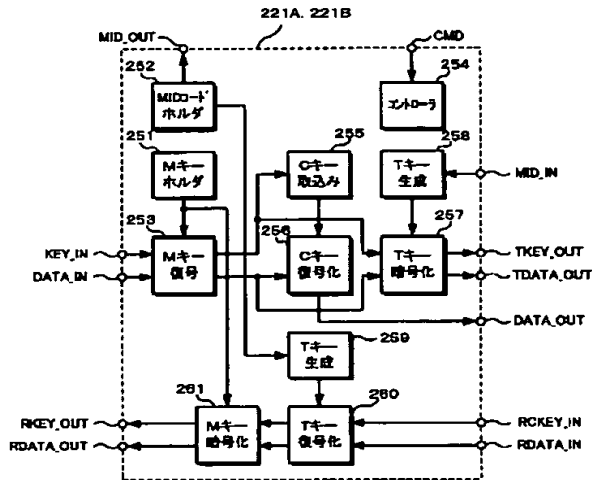 221A, 221B
MID_OUT
CMD
252
254
MIDコード
ホルダ
コントローラ
251
255
258
Mキー
ホルダ
Cキー
取込み
Tキー
生成
MID_IN
253
256
257
KEY_IN
DATA_IN
Mキー
復号
Cキー
復号化
Tキー
暗号化
TKEY_OUT
TDATA_OUT
DATA_OUT
Tキー
生成
259
261
260
RKEY_OUT
RDATA_OUT
Mキー
暗号化
Tキー
復号化
RCKEY_IN
RDATA_IN